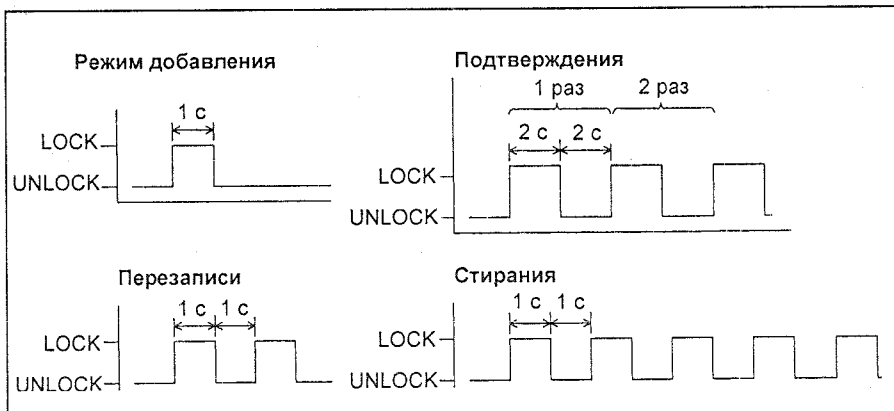 Режим добавления
1 с
LOCK
UNLOCK
Подтверждения
1 раз
2 раз
2 с
2 с
LOCK
UNLOCK
Перезаписи
1 с
1 с
LOCK
UNLOCK
Стирания
1 с
1 с
LOCK
UNLOCK